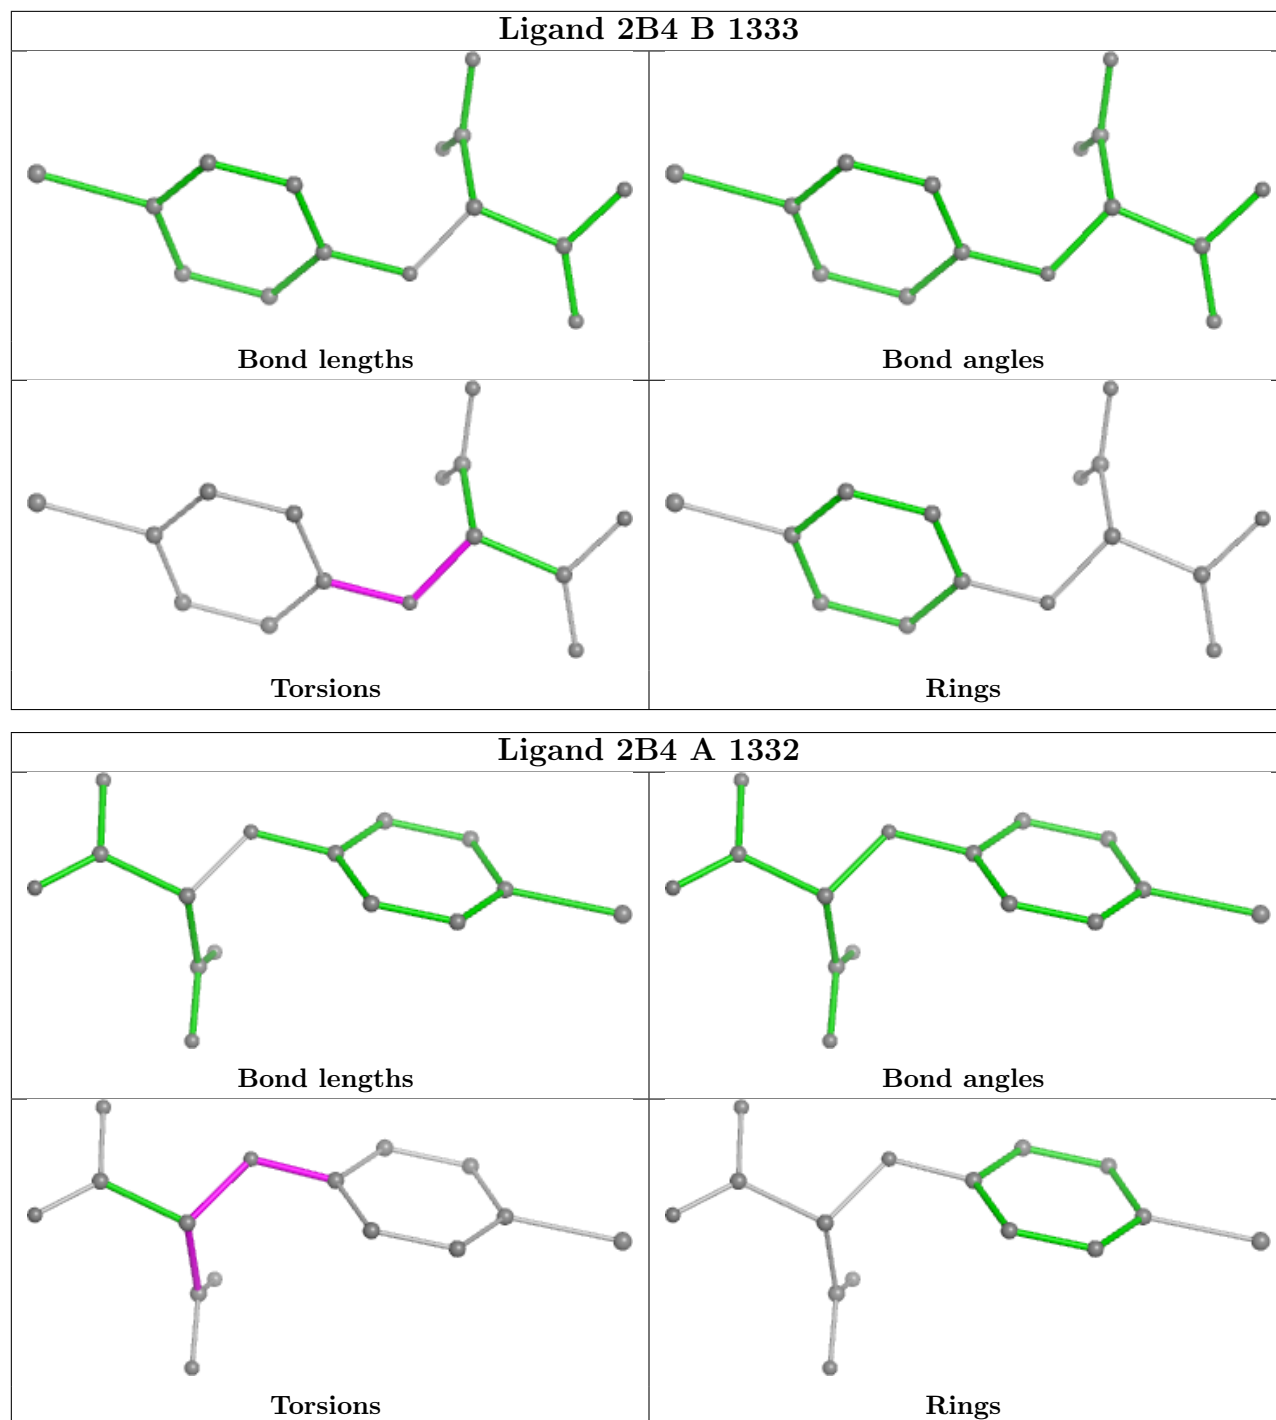 Ligand 2B4 B 1333
Bond lengths
Bond angles
Torsions
Rings
Ligand 2B4 A 1332
Bond lengths
Bond angles
Torsions
Rings